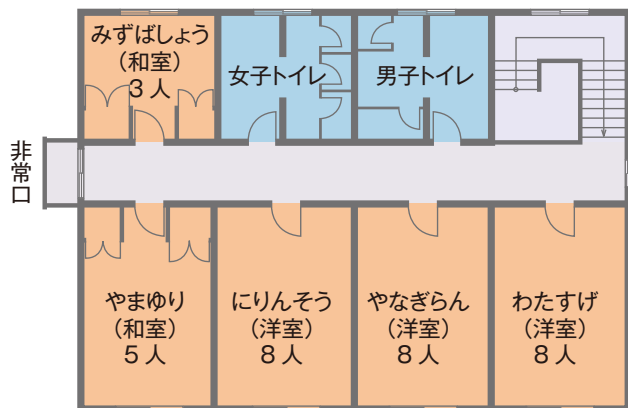 みずばしょう
(和室)
3人
女子トイレ
男子トイレ
非常口
やまゆり
(和室)
5人
にりんそう
(洋室)
8人
やなぎらん
(洋室)
8人
わたすげ
(洋室)
8人